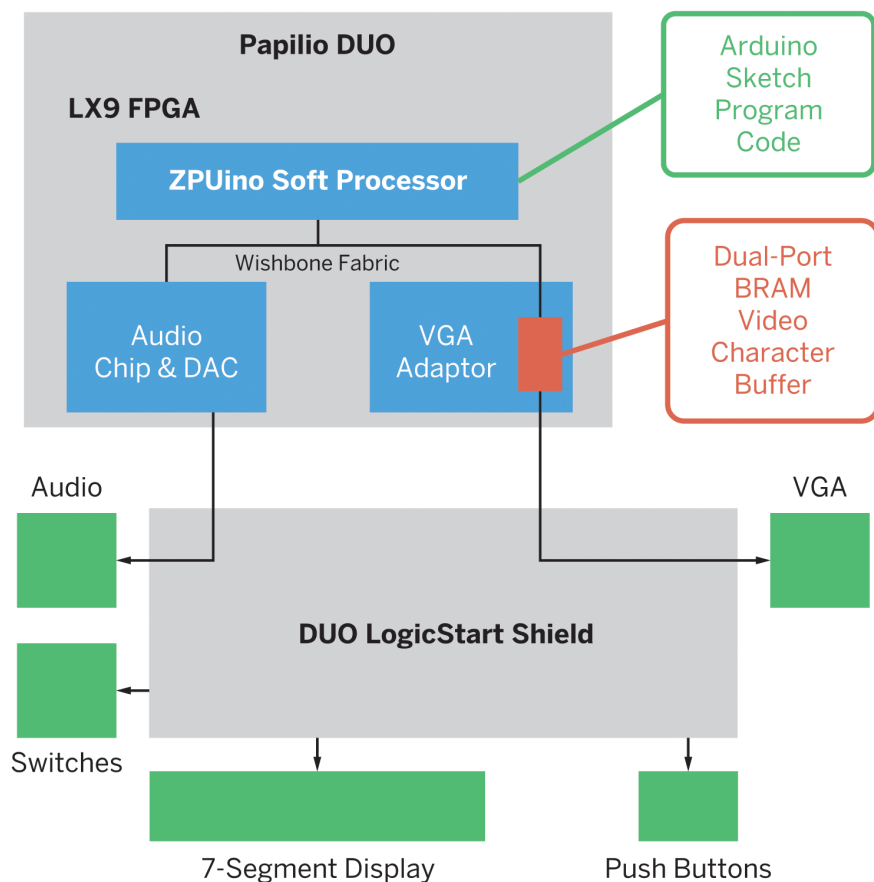 Papilio DUO
LX9 FPGA
ZPUino Soft Processor
Wishbone Fabric
Audio
Chip & DAC
VGA
Adaptor
Arduino
Sketch
Program
Code
Dual-Port
BRAM
Video
Character
Buffer
Audio
VGA
DUO LogicStart Shield
Switches
7-Segment Display
Push Buttons